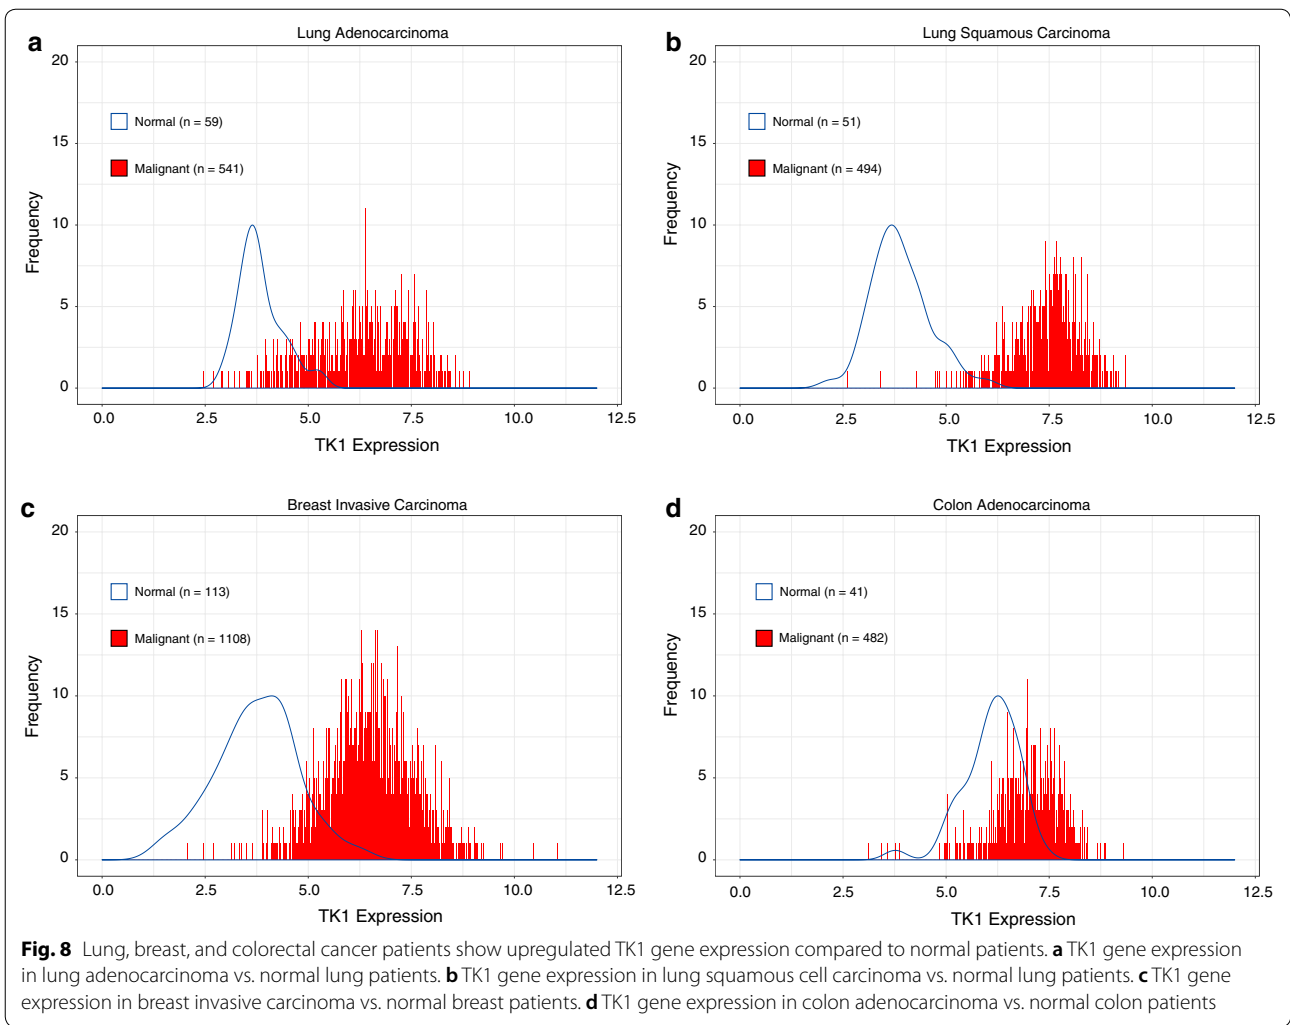 a
Lung Adenocarcinoma
20
15
10
5
0
Frequency
Normal (n = 59)
Malignant (n = 541)
0.0 2.5 5.0 7.5 10.0 12.5
TK1 Expression
b
Lung Squamous Carcinoma
20
15
10
5
0
Frequency
Normal (n = 51)
Malignant (n = 494)
0.0 2.5 5.0 7.5 10.0 12.5
TK1 Expression
c
Breast Invasive Carcinoma
20
15
10
5
0
Frequency
Normal (n = 113)
Malignant (n = 1108)
0.0 2.5 5.0 7.5 10.0 12.5
TK1 Expression
d
Colon Adenocarcinoma
20
15
10
5
0
Frequency
Normal (n = 41)
Malignant (n = 482)
0.0 2.5 5.0 7.5 10.0 12.5
TK1 Expression
Fig. 8 Lung, breast, and colorectal cancer patients show upregulated TK1 gene expression compared to normal patients. a TK1 gene expression
in lung adenocarcinoma vs. normal lung patients. b TK1 gene expression in lung squamous cell carcinoma vs. normal lung patients. c TK1 gene
expression in breast invasive carcinoma vs. normal breast patients. d TK1 gene expression in colon adenocarcinoma vs. normal colon patients